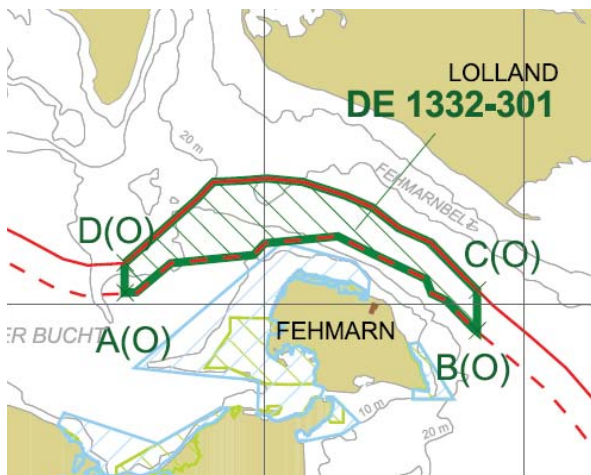 LOLLAND
DE 1332-301
20 m
FEHMARNBELT
D(O)
C(O)
ER BUCHT
A(O)
FEHMARN
B(O)
10 m
20 m